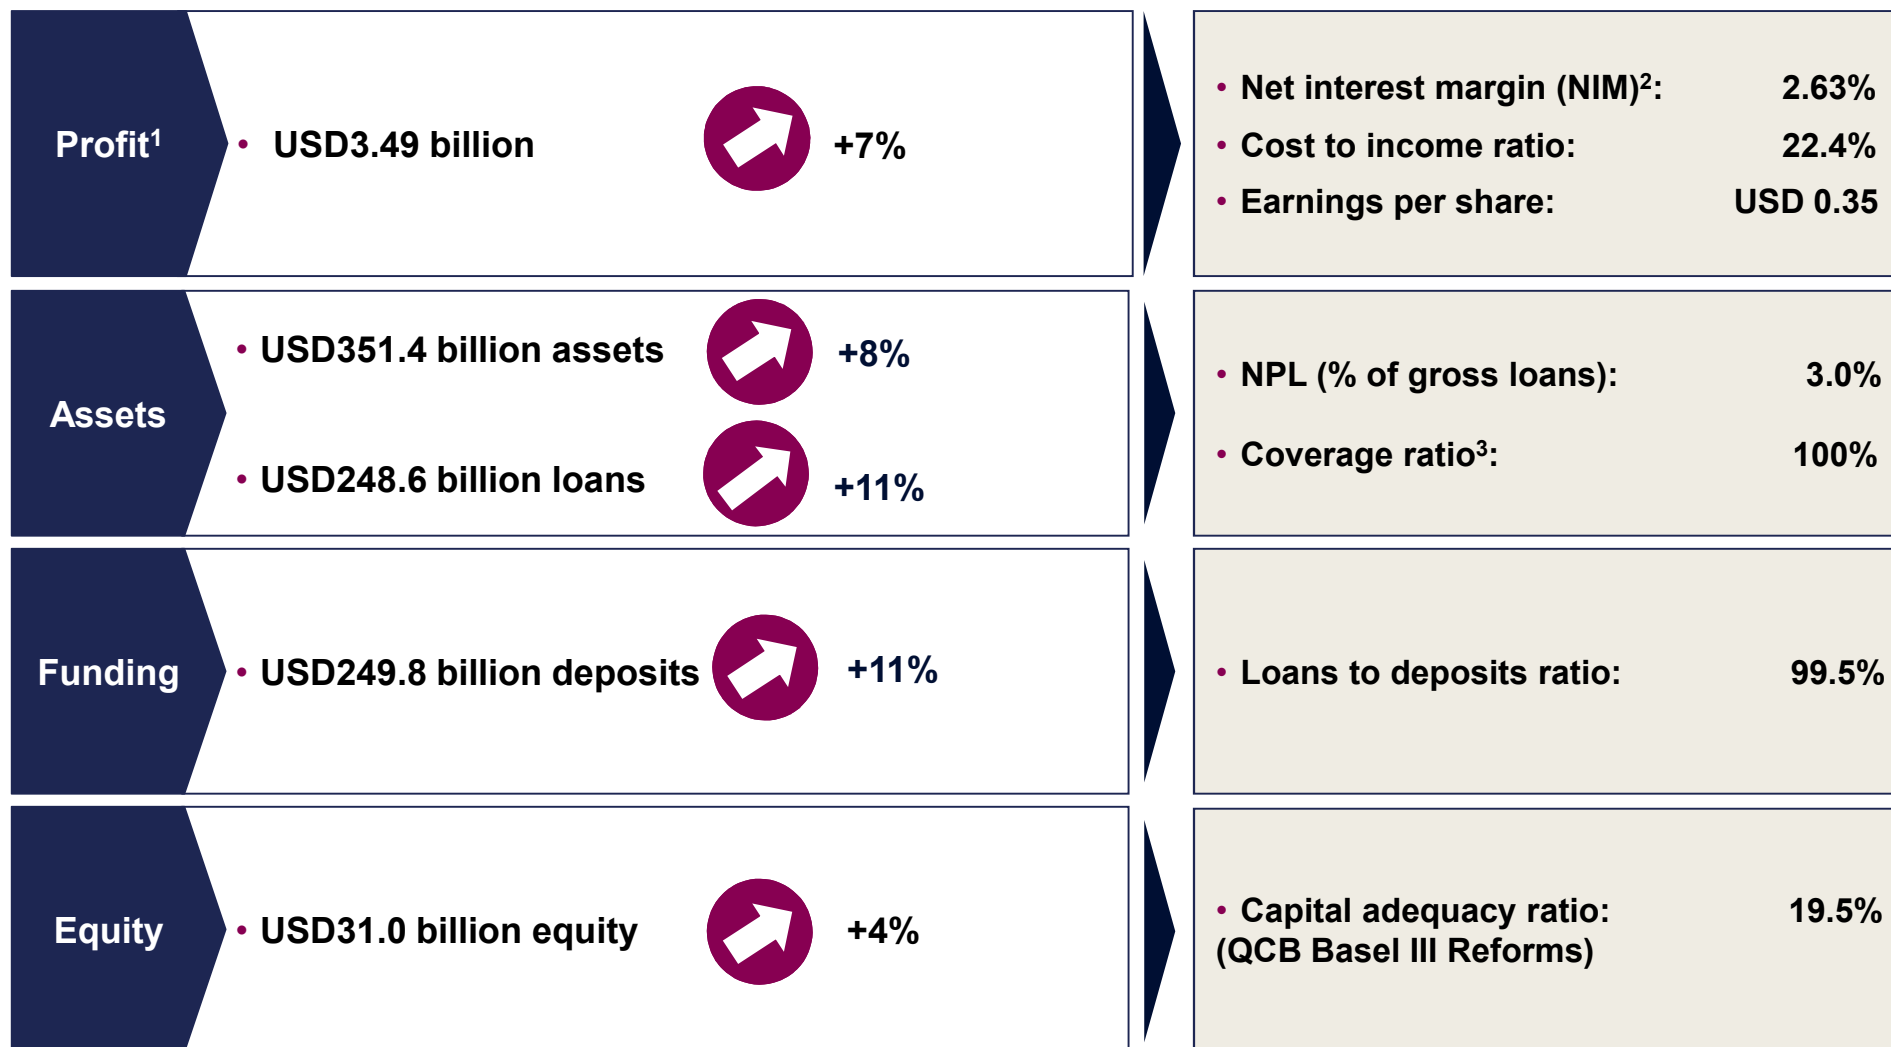 Profit1
• USD3.49 billion
+7%
• Net interest margin (NIM)2: 2.63%
• Cost to income ratio: 22.4%
• Earnings per share: USD 0.35
Assets
• USD351.4 billion assets
+8%
• USD248.6 billion loans
+11%
• NPL (% of gross loans): 3.0%
• Coverage ratio3: 100%
Funding
• USD249.8 billion deposits
+11%
• Loans to deposits ratio: 99.5%
Equity
• USD31.0 billion equity
+4%
• Capital adequacy ratio: 19.5%
(QCB Basel III Reforms)